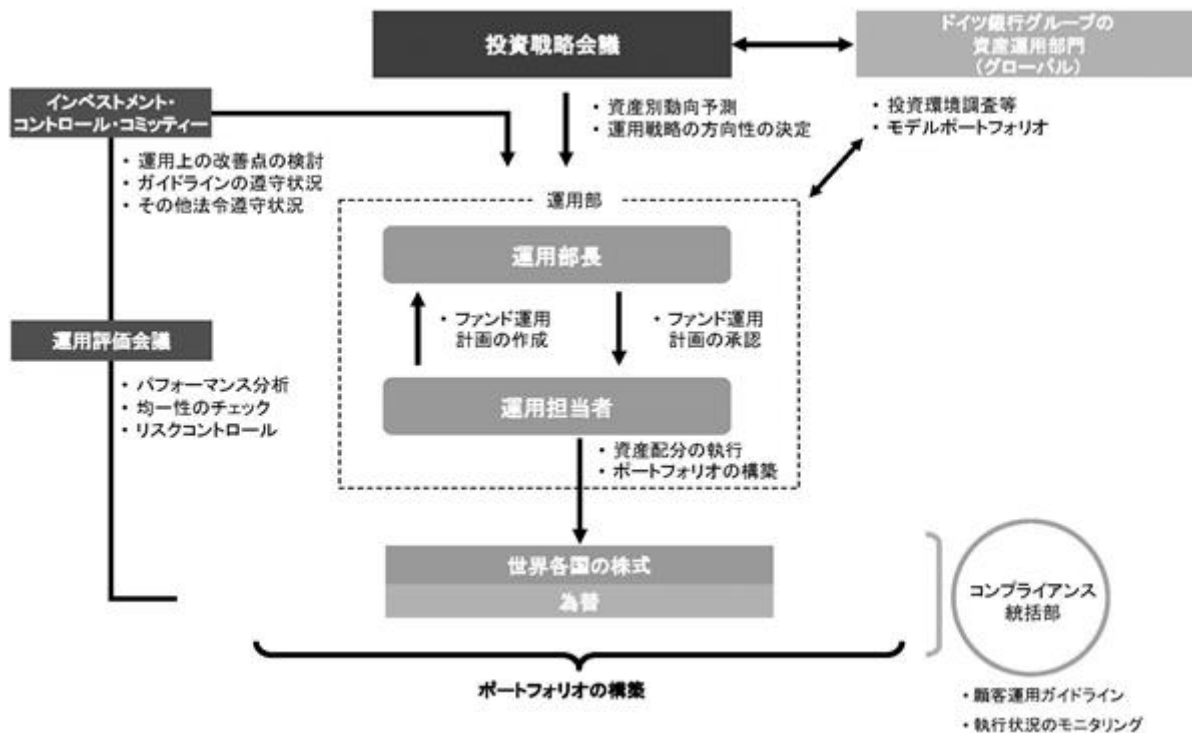 投資戦略会議
ドイツ銀行グループの
資産運用部門
(グローバル)
インベストメント・
コントロール・コミッティー
・資産別動向予測
・運用戦略の方向性の決定
・投資環境調査等
・モデルポートフォリオ
・運用上の改善点の検討
・ガイドラインの遵守状況
・その他法令遵守状況
運用部
運用部長
・ファンド運用
計画の作成
・ファンド運用
計画の承認
運用評価会議
・パフォーマンス分析
・均一性のチェック
・リスクコントロール
運用担当者
・資産配分の執行
・ポートフォリオの構築
世界各国の株式
為替
コンプライアンス
統括部
ポートフォリオの構築
・顧客運用ガイドライン
・執行状況のモニタリング